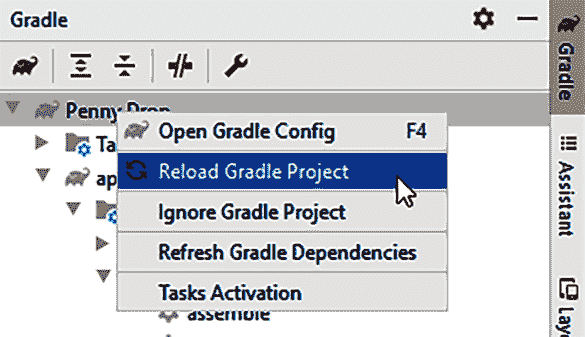 Gradle
Penny Drop
Ta
Open Gradle Config F4
Reload Gradle Project
ap
Ignore Gradle Project
Refresh Gradle Dependencies
Tasks Activation
assemble
Gradle
Assistant
Layo